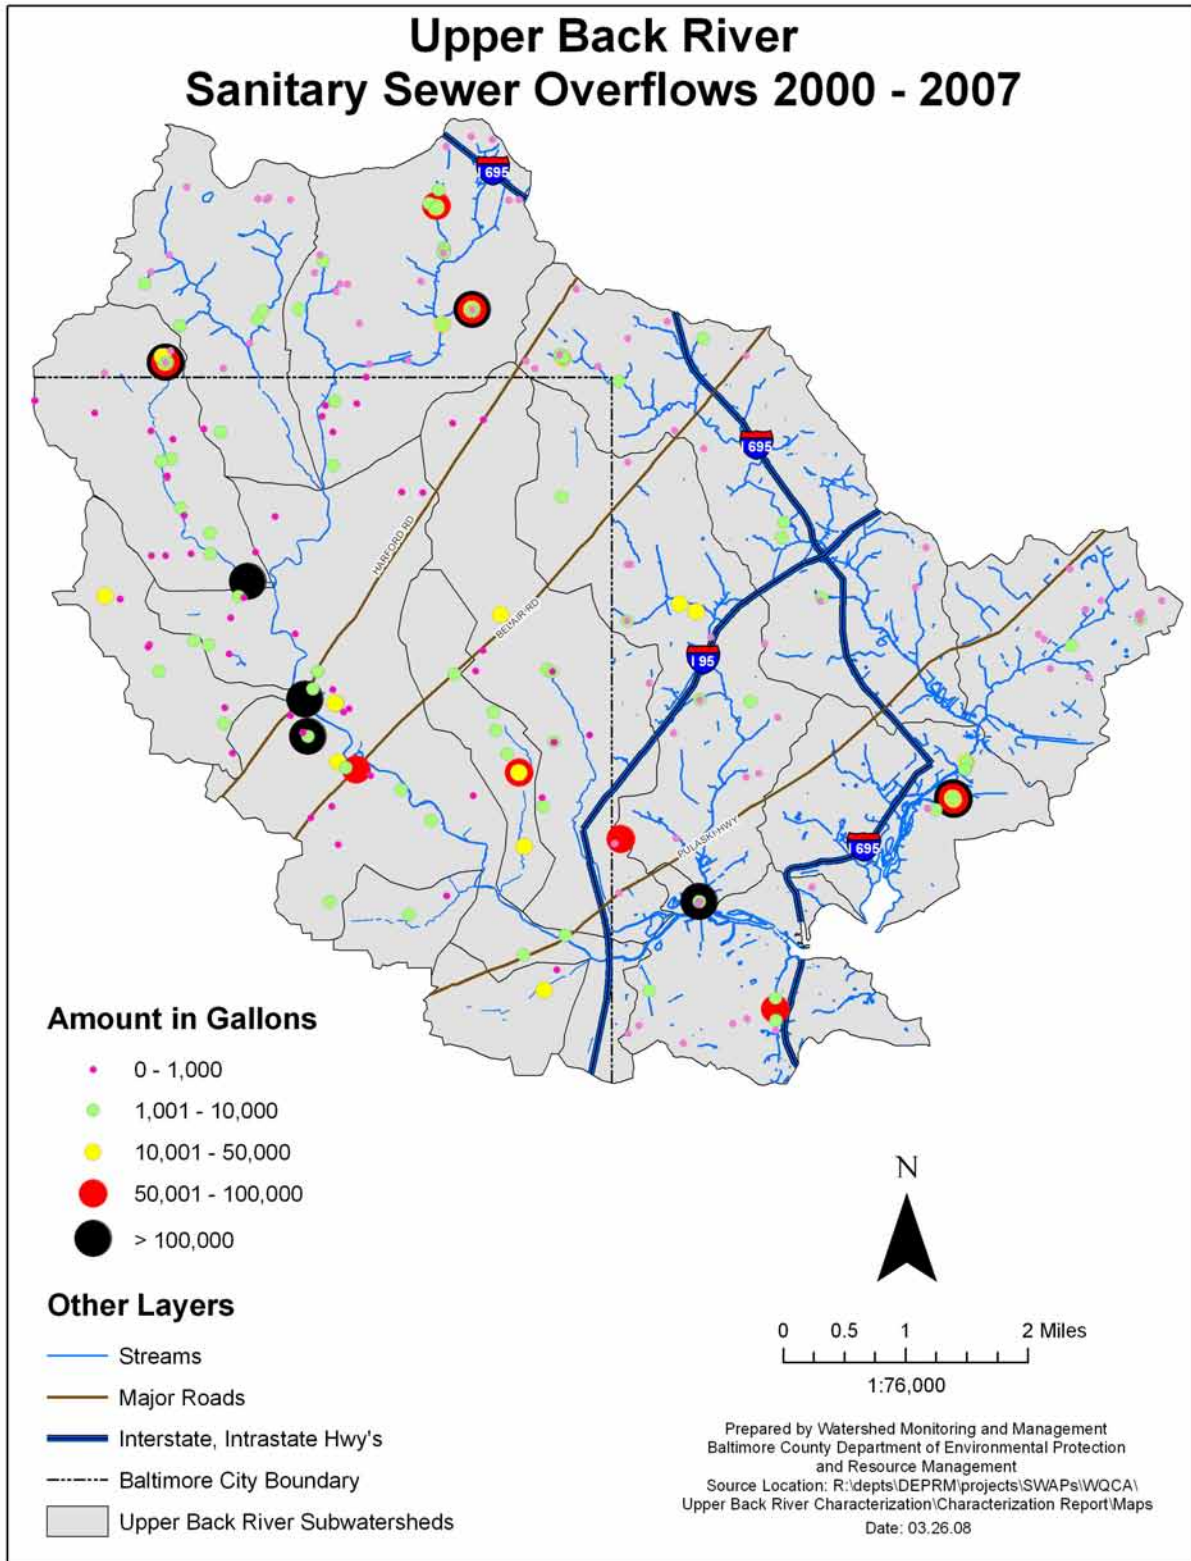 Upper Back River
Sanitary Sewer Overflows 2000 - 2007
I 695
HARFORD RD
I 695
BELAIR RD
I 95
PULASKI HWY
I 695
Amount in Gallons
0 - 1,000
1,001 - 10,000
10,001 - 50,000
50,001 - 100,000
> 100,000
Other Layers
Streams
Major Roads
Interstate, Intrastate Hwy's
Baltimore City Boundary
Upper Back River Subwatersheds
N
0 0.5 1 2 Miles
1:76,000
Prepared by Watershed Monitoring and Management
Baltimore County Department of Environmental Protection
and Resource Management
Source Location: R:\depts\DEPRM\projects\SWAPs\WQCA\
Upper Back River Characterization\Characterization Report\Maps
Date: 03.26.08